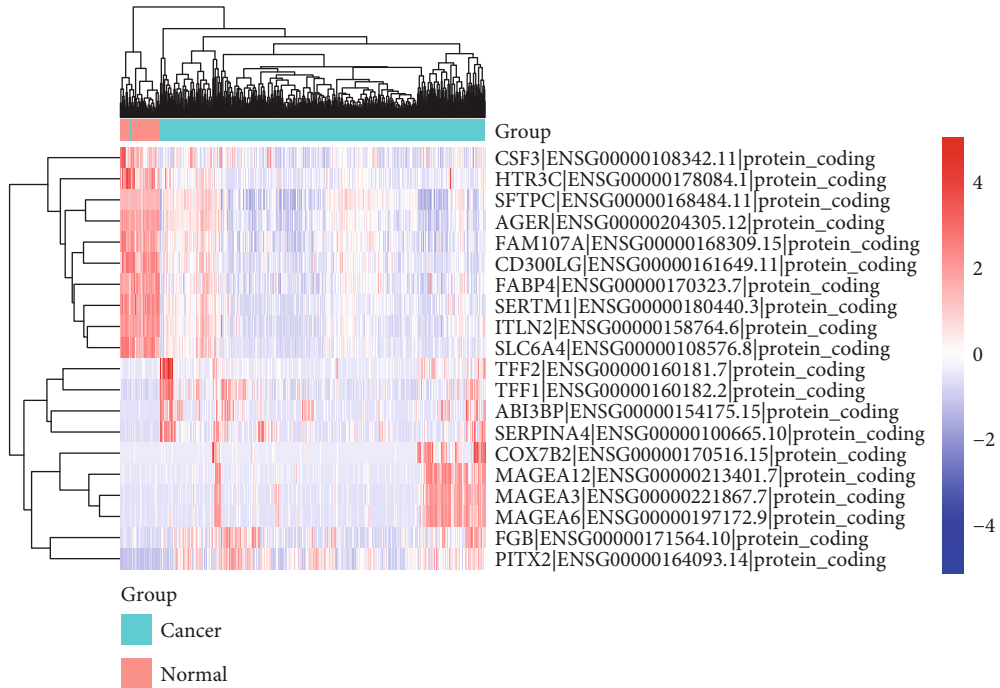 Group
CSF3|ENSG00000108342.11|protein_coding
HTR3C|ENSG00000178084.1|protein_coding
SFTPC|ENSG00000168484.11|protein_coding
AGER|ENSG00000204305.12|protein_coding
FAM107A|ENSG00000168309.15|protein_coding
CD300LG|ENSG00000161649.11|protein_coding
FABP4|ENSG00000170323.7|protein_coding
SERTM1|ENSG00000180440.3|protein_coding
ITLN2|ENSG00000158764.6|protein_coding
SLC6A4|ENSG00000108576.8|protein_coding
TFF2|ENSG00000160181.7|protein_coding
TFF1|ENSG00000160182.2|protein_coding
ABI3BP|ENSG00000154175.15|protein_coding
SERPINA4|ENSG00000100665.10|protein_coding
COX7B2|ENSG00000170516.15|protein_coding
MAGEA12|ENSG00000213401.7|protein_coding
MAGEA3|ENSG00000221867.7|protein_coding
MAGEA6|ENSG00000197172.9|protein_coding
FGB|ENSG00000171564.10|protein_coding
PITX2|ENSG00000164093.14|protein_coding
4
2
0
−2
−4
Group
Cancer
Normal